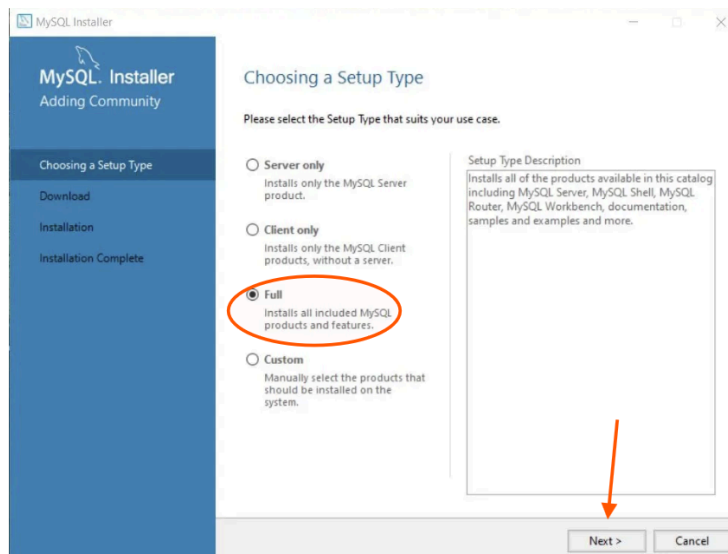 MySQL Installer
MySQL. Installer
Adding Community
Choosing a Setup Type
Download
Installation
Installation Complete
Choosing a Setup Type
Please select the Setup Type that suits your use case.
Server only
Installs only the MySQL Server
product.
Client only
Installs only the MySQL Client
products, without a server.
Full
Installs all included MySQL
products and features.
Custom
Manually select the products that
should be installed on the
system.
Setup Type Description
Installs all of the products available in this catalog
including MySQL Server, MySQL Shell, MySQL
Router, MySQL Workbench, documentation,
samples and examples and more.
Next >
Cancel